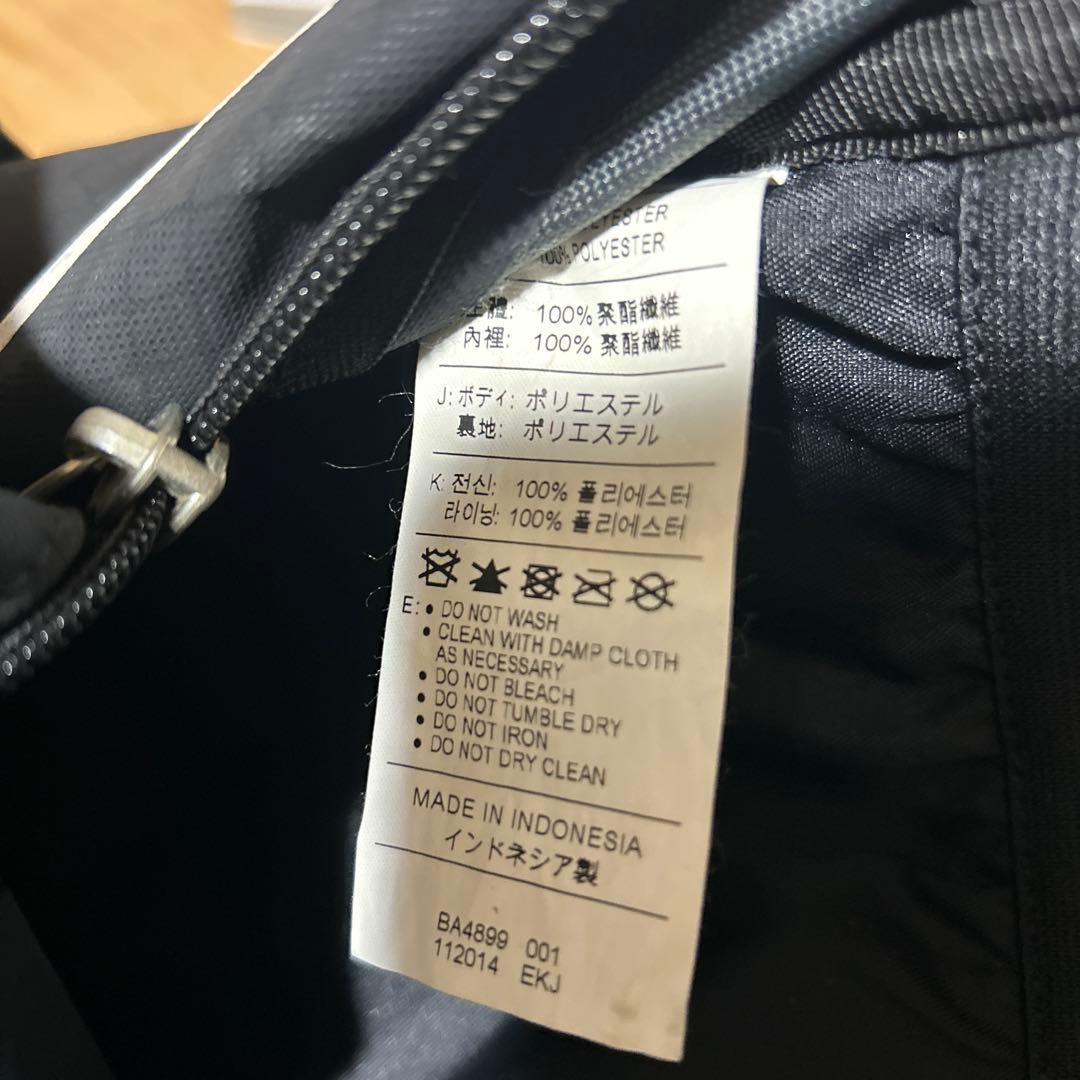 POLYESTER
100% POLYESTER
主體: 100% 聚酯纖維
內裡: 100% 聚酯纖維
J: ボディ: ポリエステル
裏地: ポリエステル
K: 전신: 100% 폴리에스터
라이닝: 100% 폴리에스터
E: • DO NOT WASH
• CLEAN WITH DAMP CLOTH
AS NECESSARY
• DO NOT BLEACH
• DO NOT TUMBLE DRY
• DO NOT IRON
• DO NOT DRY CLEAN
MADE IN INDONESIA
インドネシア製
BA4899 001
112014 EKJ